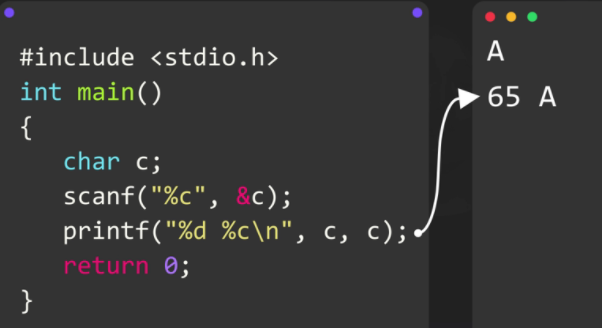 #include <stdio.h>
int main()
{
char c;
scanf("%c", &c);
printf("%d %c\n", c, c);
return 0;
}
A
65 A